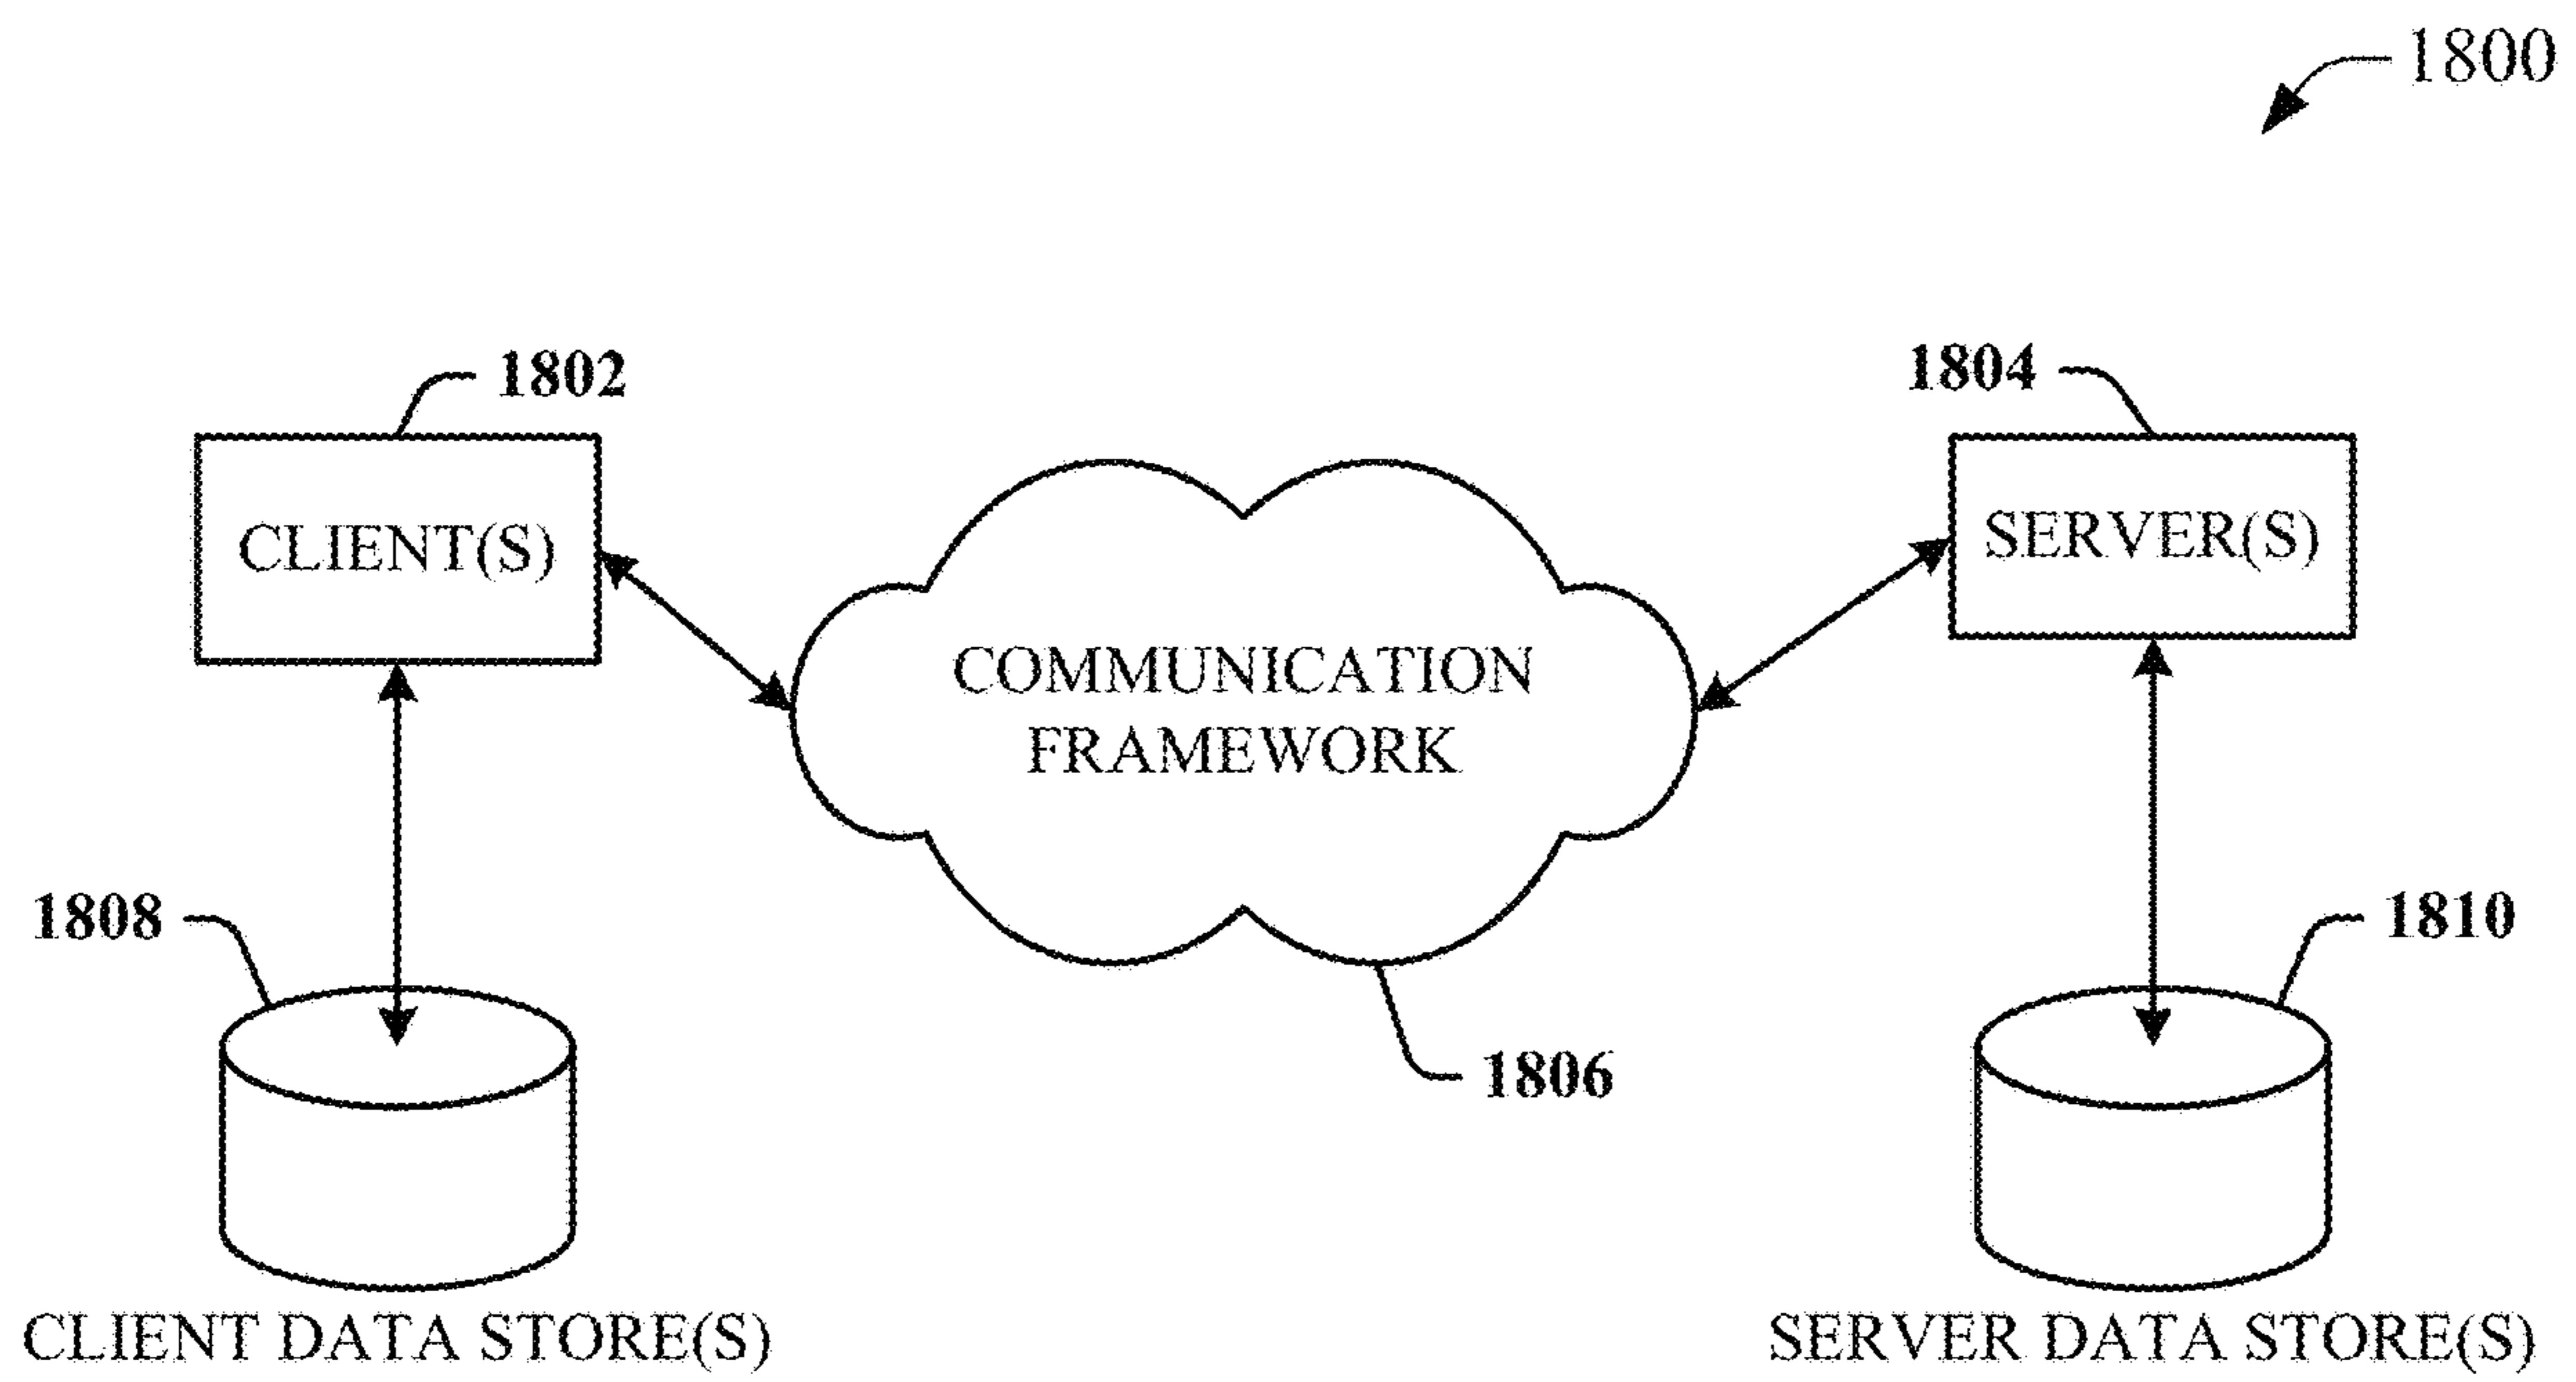 1800
1802
1804
CLIENT(S)
SERVER(S)
COMMUNICATION
FRAMEWORK
1808
1810
1806
CLIENT DATA STORE(S)
SERVER DATA STORE(S)